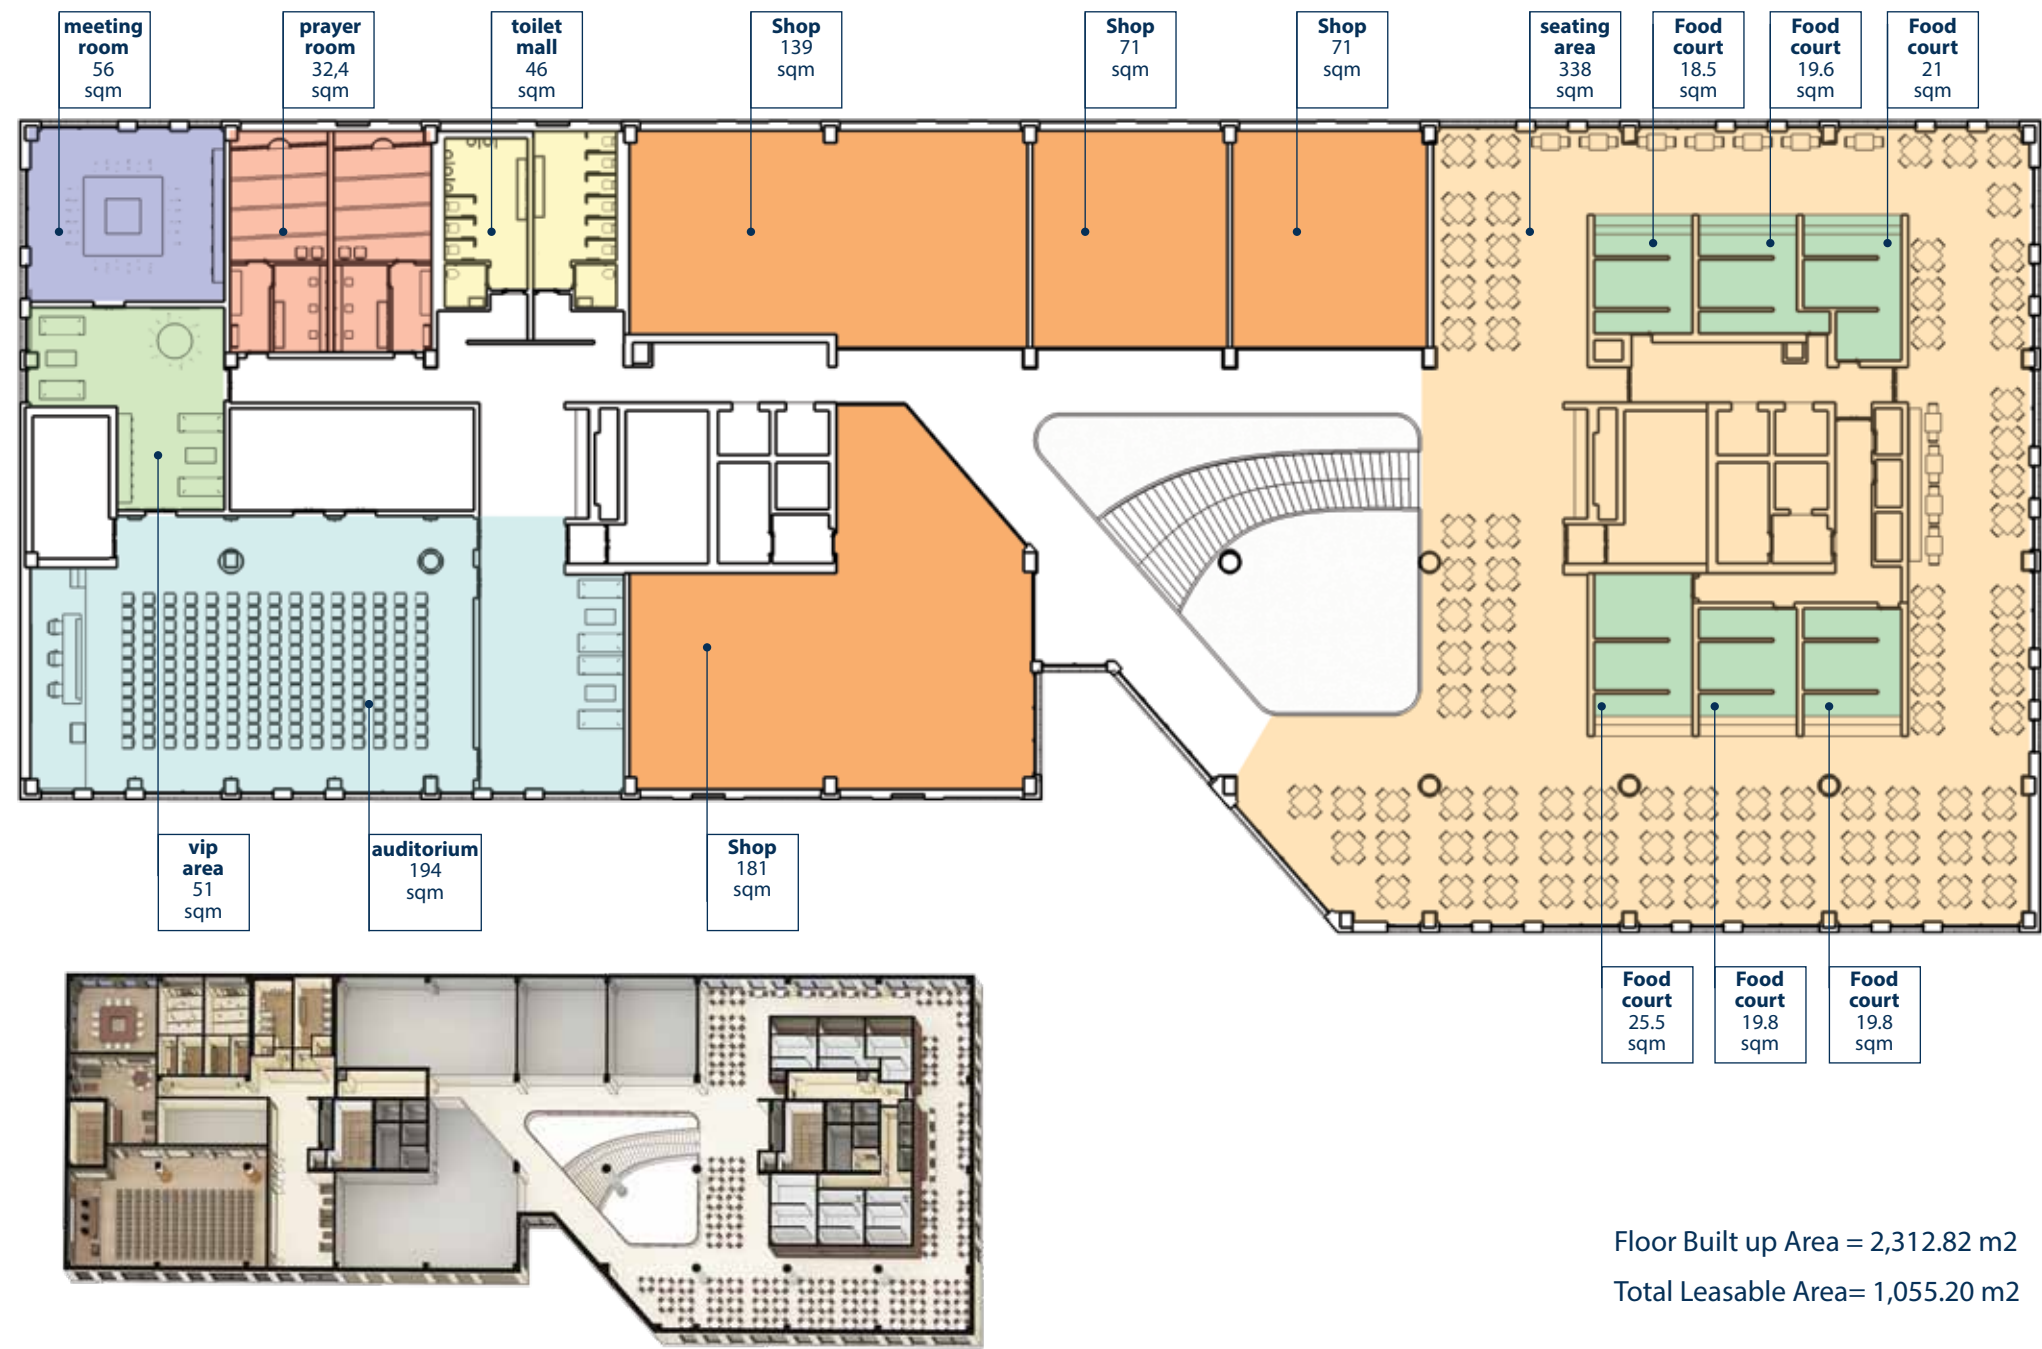 meeting
room
56
sqm
prayer
room
32,4
sqm
toilet
mall
46
sqm
Shop
139
sqm
Shop
71
sqm
Shop
71
sqm
seating
area
338
sqm
Food
court
18.5
sqm
Food
court
19.6
sqm
Food
court
21
sqm
vip
area
51
sqm
auditorium
194
sqm
Shop
181
sqm
Food
court
25.5
sqm
Food
court
19.8
sqm
Food
court
19.8
sqm
Floor Built up Area = 2,312.82 m2
Total Leasable Area= 1,055.20 m2